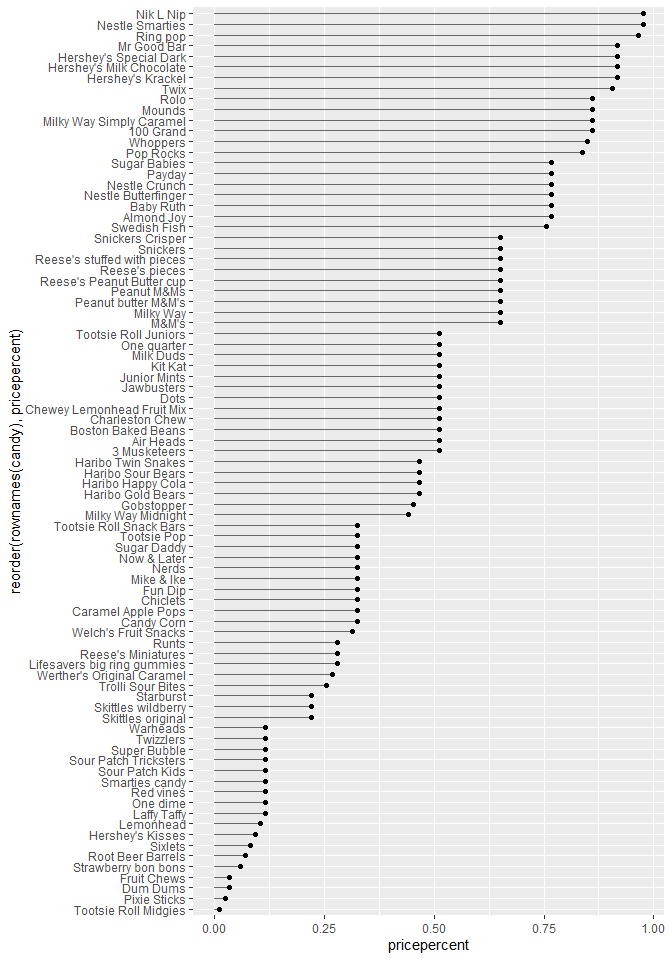 Nik L Nip
Nestle Smarties
Ring pop
Mr Good Bar
Hershey's Special Dark
Hershey's Milk Chocolate
Hershey's Krackel
Twix
Rolo
Mounds
Milky Way Simply Caramel
100 Grand
Whoppers
Pop Rocks
Sugar Babies
Payday
Nestle Crunch
Nestle Butterfinger
Baby Ruth
Almond Joy
Swedish Fish
Snickers Crisper
Snickers
Reese's stuffed with pieces
Reese's pieces
Reese's Peanut Butter cup
Peanut M&Ms
Peanut butter M&M's
Milky Way
M&M's
Tootsie Roll Juniors
One quarter
Milk Duds
Kit Kat
Junior Mints
Jawbusters
Dots
Chewey Lemonhead Fruit Mix
Charleston Chew
Boston Baked Beans
Air Heads
3 Musketeers
Haribo Twin Snakes
Haribo Sour Bears
Haribo Happy Cola
Haribo Gold Bears
Gobstopper
Milky Way Midnight
Tootsie Roll Snack Bars
Tootsie Pop
Sugar Daddy
Now & Later
Nerds
Mike & Ike
Fun Dip
Chiclets
Caramel Apple Pops
Candy Corn
Welch's Fruit Snacks
Runts
Reese's Miniatures
Lifesavers big ring gummies
Werther's Original Caramel
Trolli Sour Bites
Starburst
Skittles wildberry
Skittles original
Warheads
Twizzlers
Super Bubble
Sour Patch Tricksters
Sour Patch Kids
Smarties candy
Red vines
One dime
Laffy Taffy
Lemonhead
Hershey's Kisses
Sixlets
Root Beer Barrels
Strawberry bon bons
Fruit Chews
Dum Dums
Pixie Sticks
Tootsie Roll Midgies
reorder(rownames(candy), pricepercent)
0.00 0.25 0.50 0.75 1.00
pricepercent